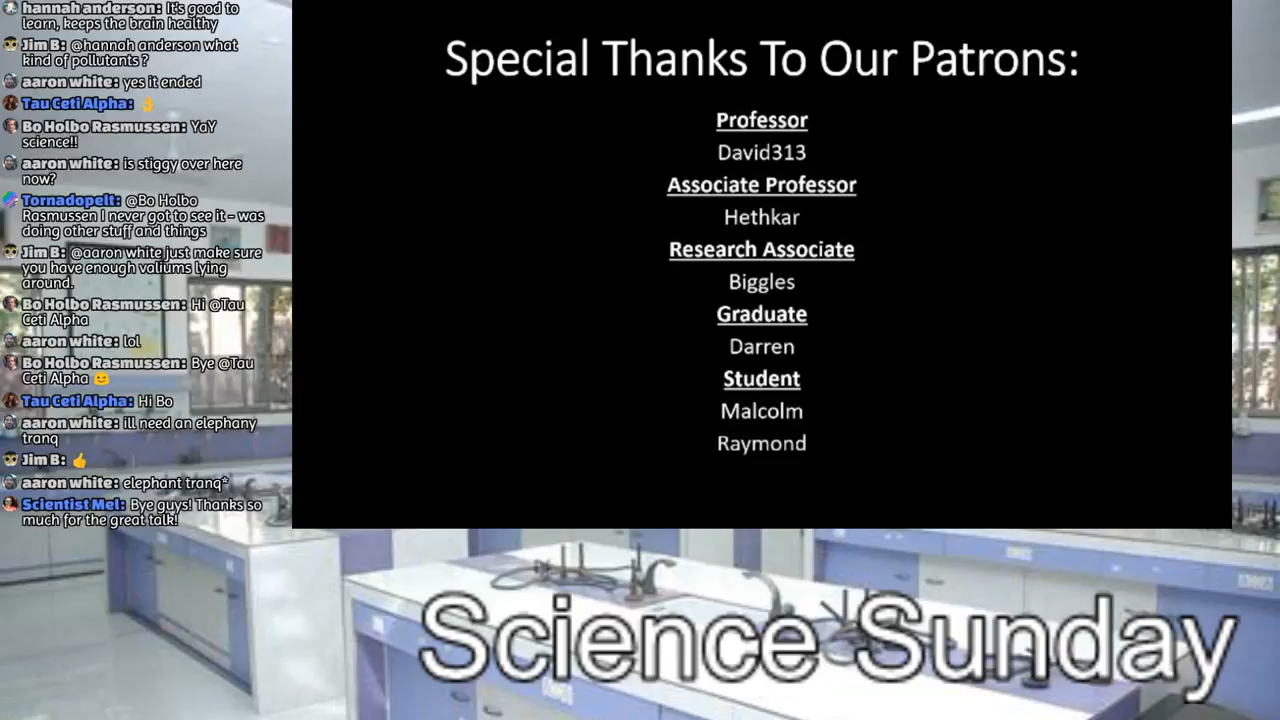 hannah anderson: It's good to
learn, keeps the brain healthy
Jim B: @hannah anderson what
kind of pollutants ?
aaron white: yes it ended
Tau Ceti Alpha: 👌
Bo Holbo Rasmussen: YaY
science!!
aaron white: is stiggy over here
now?
Tornadopelt: @Bo Holbo
Rasmussen I never got to see it - was
doing other stuff and things
Jim B: @aaron white just make sure
you have enough valiums lying
around.
Bo Holbo Rasmussen: Hi @Tau
Ceti Alpha
aaron white: lol
Bo Holbo Rasmussen: Bye @Tau
Ceti Alpha 😊
Tau Ceti Alpha: Hi Bo
aaron white: ill need an elephany
tranq
Jim B: 👍
aaron white: elephant tranq*
Scientist Mel: Bye guys! Thanks so
much for the great talk!
Special Thanks To Our Patrons:
Professor
David313
Associate Professor
Hethkar
Research Associate
Biggles
Graduate
Darren
Student
Malcolm
Raymond
Science Sunday